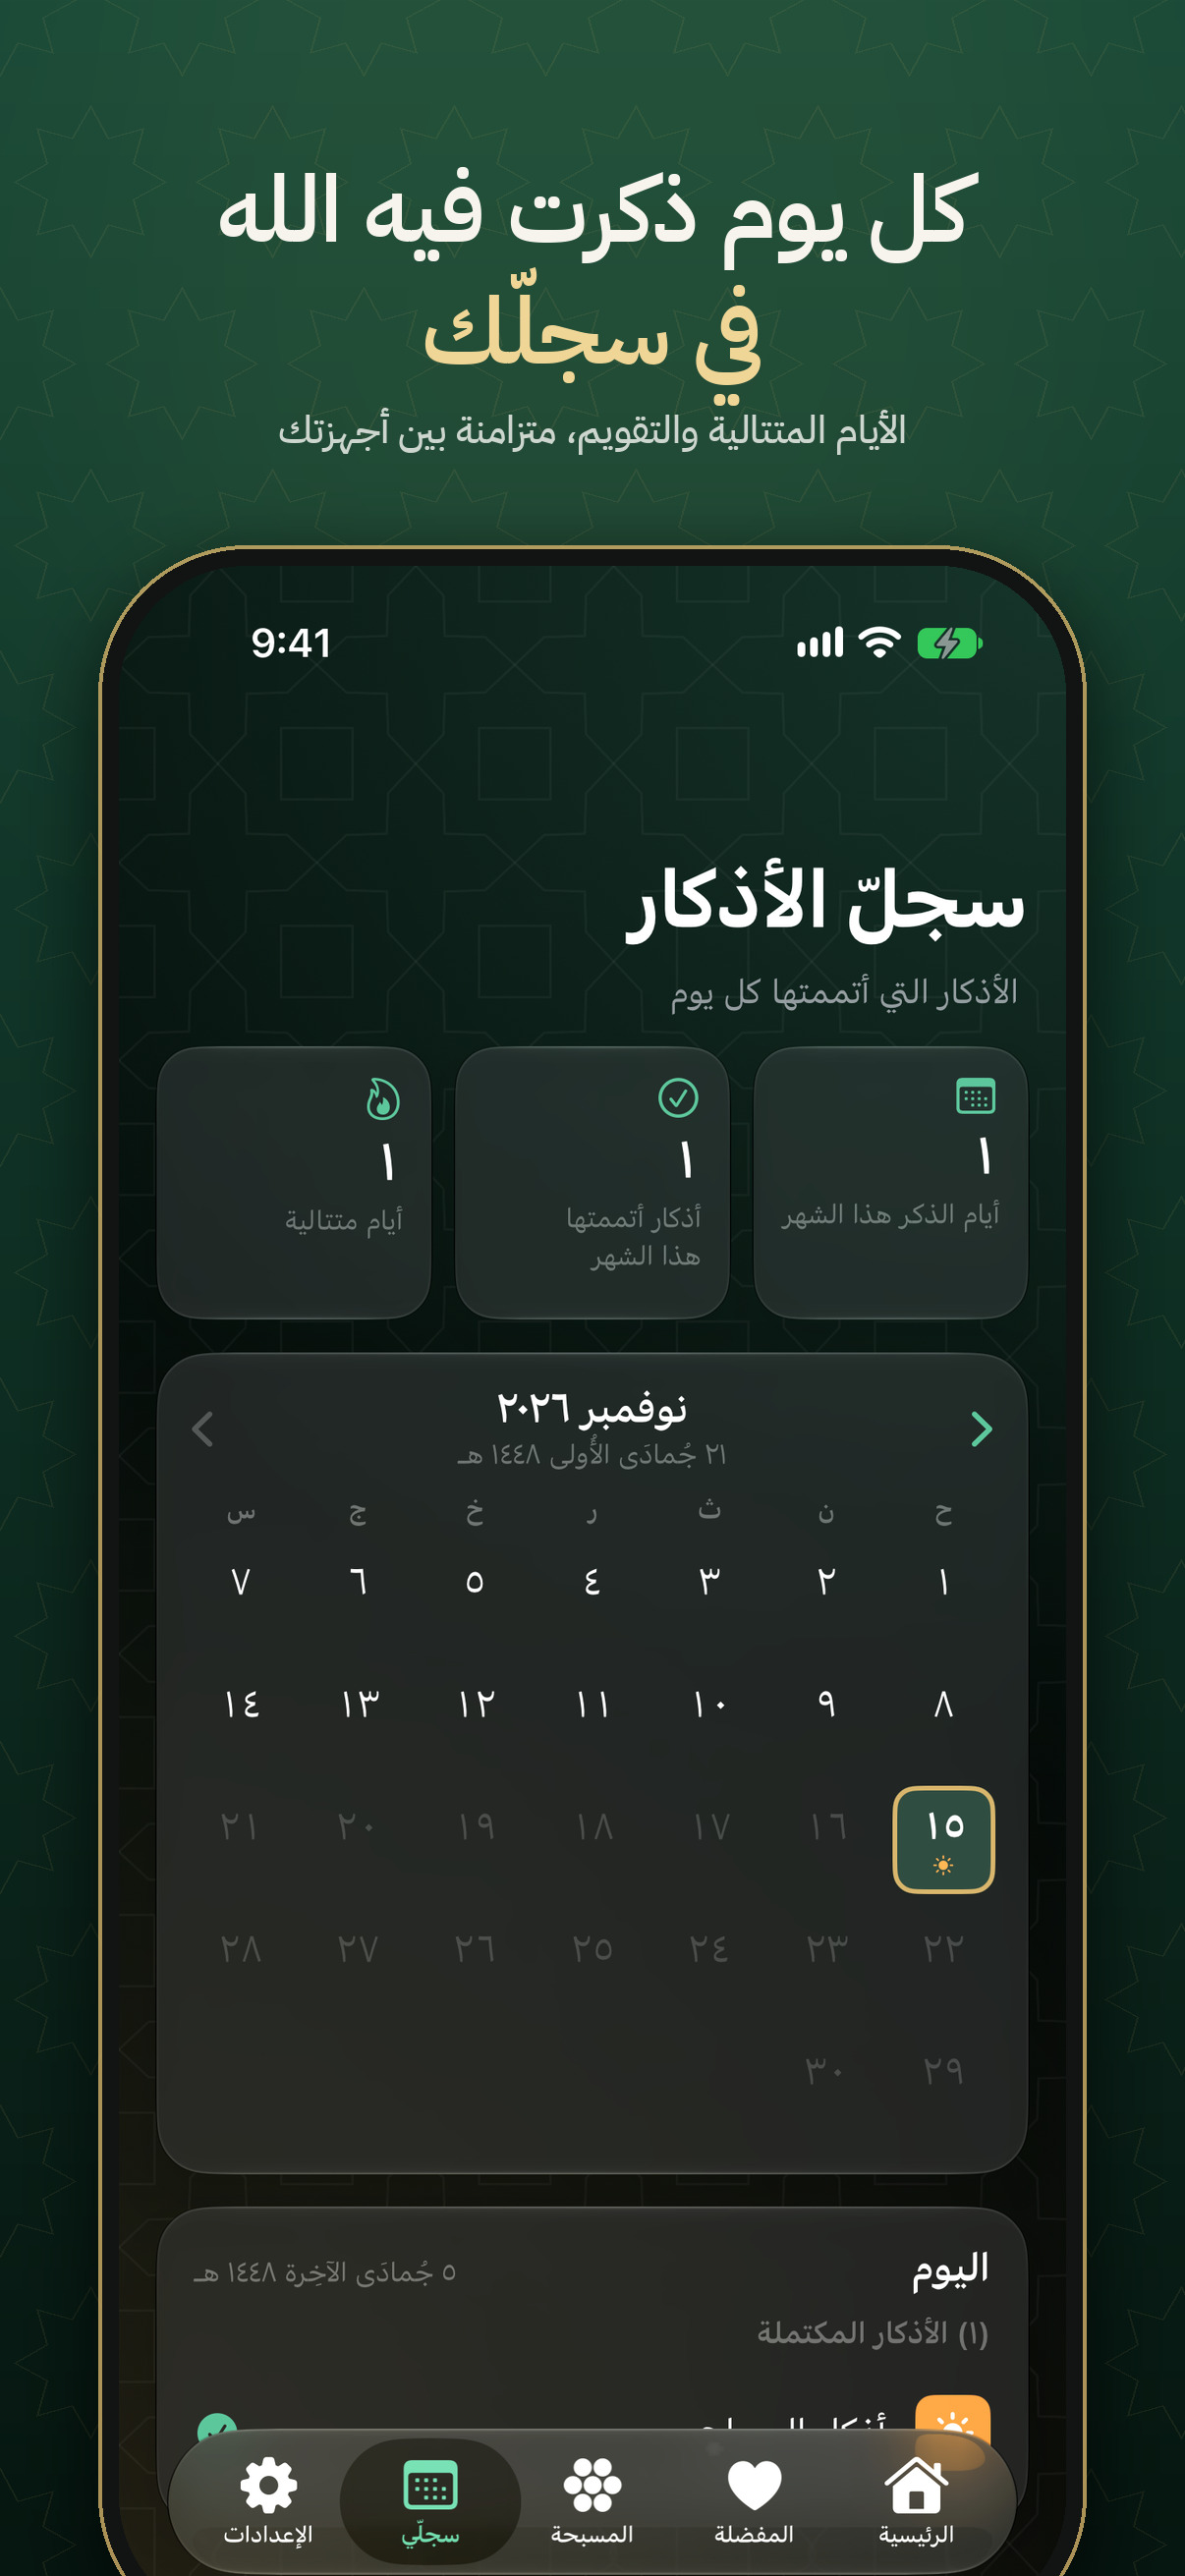 كل يوم ذكرت فيه الله
في سجلّك
الأيام المتتالية والتقويم، متزامنة بين أجهزتك
9:41
سجلّ الأذكار
الأذكار التي أتممتها كل يوم
١ ١ ١
أيام الذكر هذا الشهر
أذكار أتممتها
هذا الشهر
أيام متتالية
نوفمبر ٢٠٢٦
٢١ جُمادَى الأُولى ١٤٤٨ هـ
ح ن ث ر خ ج س
١ ٢ ٣ ٤ ٥ ٦ ٧
٨ ٩ ١٠ ١١ ١٢ ١٣ ١٤
١٥ ١٦ ١٧ ١٨ ١٩ ٢٠ ٢١
٢٢ ٢٣ ٢٤ ٢٥ ٢٦ ٢٧ ٢٨
٢٩ ٣٠
اليوم ٥ جُمادَى الآخِرة ١٤٤٨ هـ
(١) الأذكار المكتملة
الرئيسية المفضلة المسبحة سجلّي الإعدادات